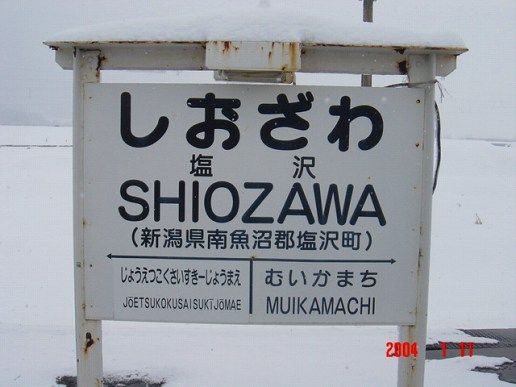 しおざわ
塩沢
SHIOZAWA
(新潟県南魚沼郡塩沢町)
じょうえつこくさいすきーじょうまえ むいかまち
JŌETSUKOKUSAISUKĪJŌMAE MUIKAMACHI
2004 1 11